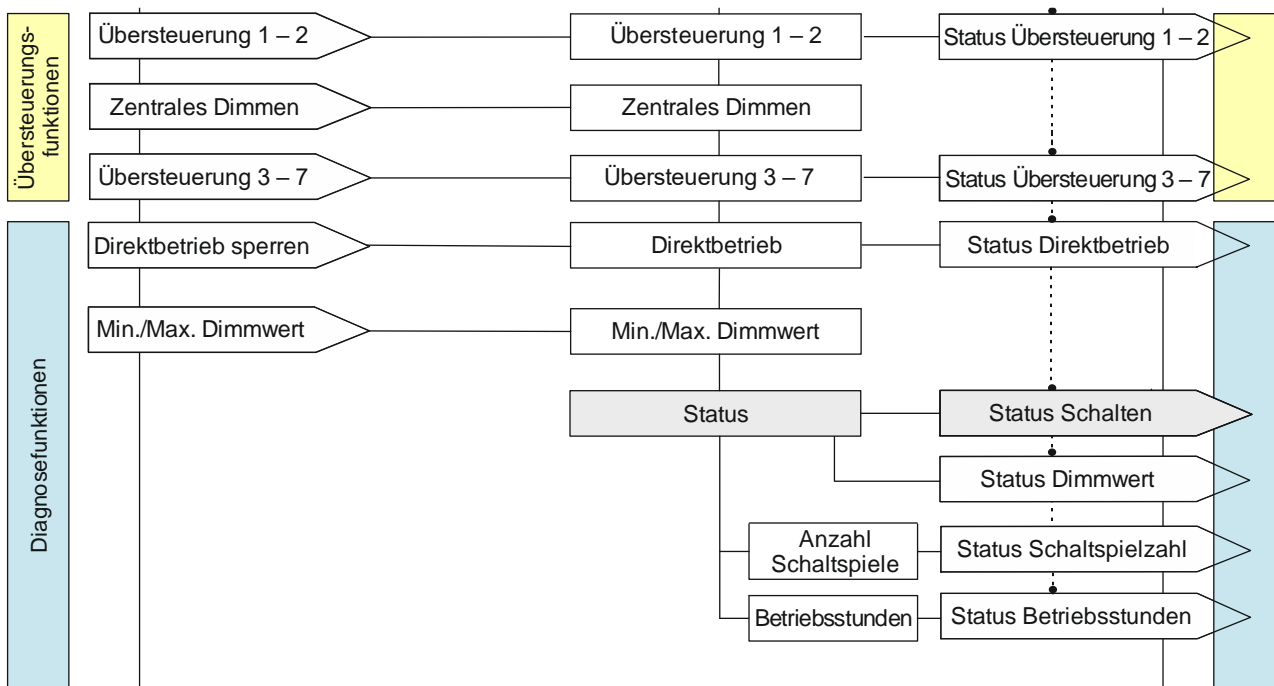 Übersteuerungs-
funktionen
Übersteuerung 1 – 2
Übersteuerung 1 – 2
Status Übersteuerung 1 – 2
Zentrales Dimmen
Zentrales Dimmen
Übersteuerung 3 – 7
Übersteuerung 3 – 7
Status Übersteuerung 3 – 7
Diagnosefunktionen
Direktbetrieb sperren
Direktbetrieb
Status Direktbetrieb
Min./Max. Dimmwert
Min./Max. Dimmwert
Status
Status Schalten
Status Dimmwert
Anzahl
Schaltspiele
Status Schaltspielzahl
Betriebsstunden
Status Betriebsstunden